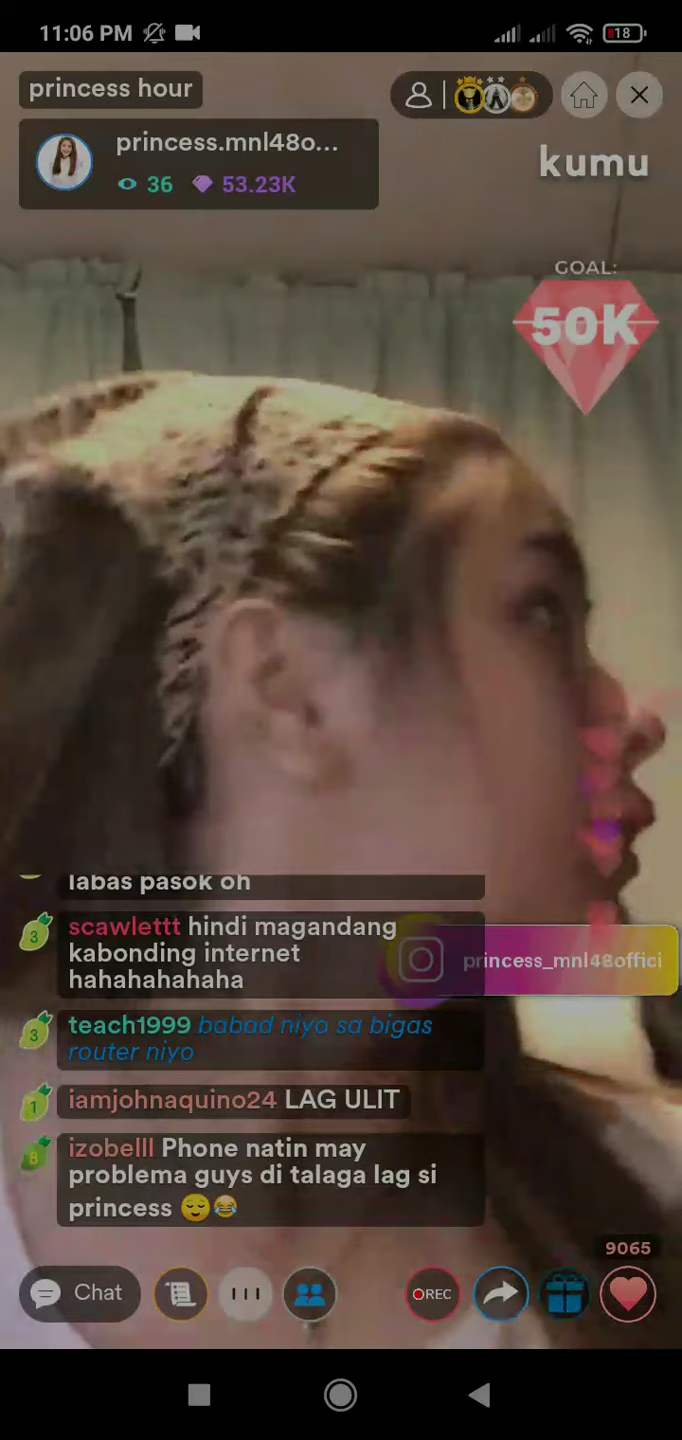 11:06 PM
18
princess hour
princess.mnl48o...
36
53.23K
kumu
GOAL:
50K
labas pasok oh
3
scawlettt hindi magandang
kabonding internet
hahahahahaha
princess_mnl48offici
3
teach1999 babad niyo sa bigas
router niyo
1
iamjohnaquino24 LAG ULIT
8
izobelll Phone natin may
problema guys di talaga lag si
princess 😌😂
9065
Chat
REC